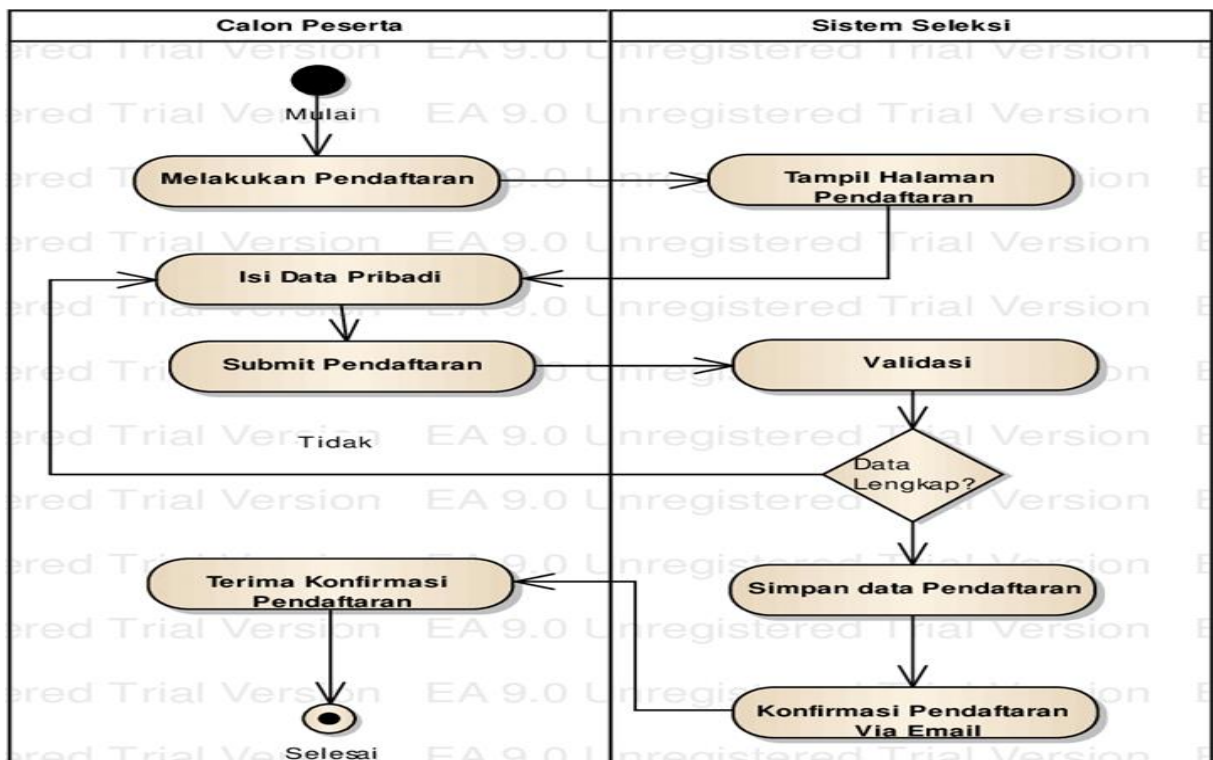 Calon Peserta
Sistem Seleksi
Mulai
Melakukan Pendaftaran
Tampil Halaman
Pendaftaran
Isi Data Pribadi
Submit Pendaftaran
Validasi
Tidak
Data
Lengkap?
Terima Konfirmasi
Pendaftaran
Simpan data Pendaftaran
Konfirmasi Pendaftaran
Via Email
Selesai
EA 9.0 Unregistered Trial Version